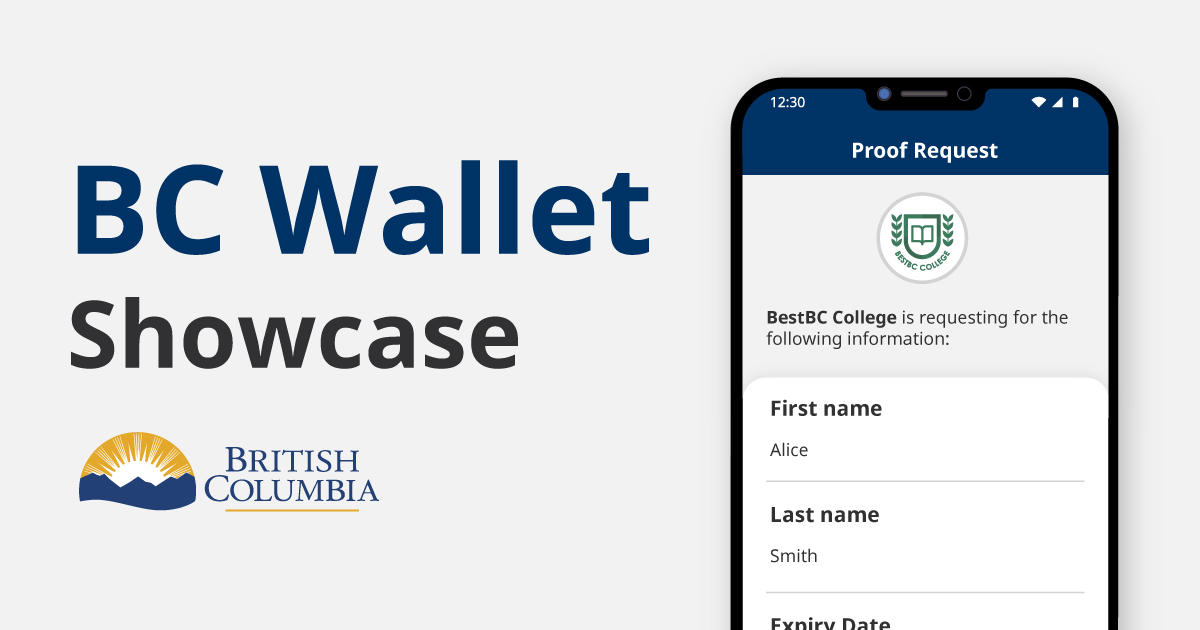 BC Wallet
Showcase
BRITISH
COLUMBIA
12:30
Proof Request
BESTBC COLLEGE
BestBC College is requesting for the
following information:
First name
Alice
Last name
Smith
Expiry Date